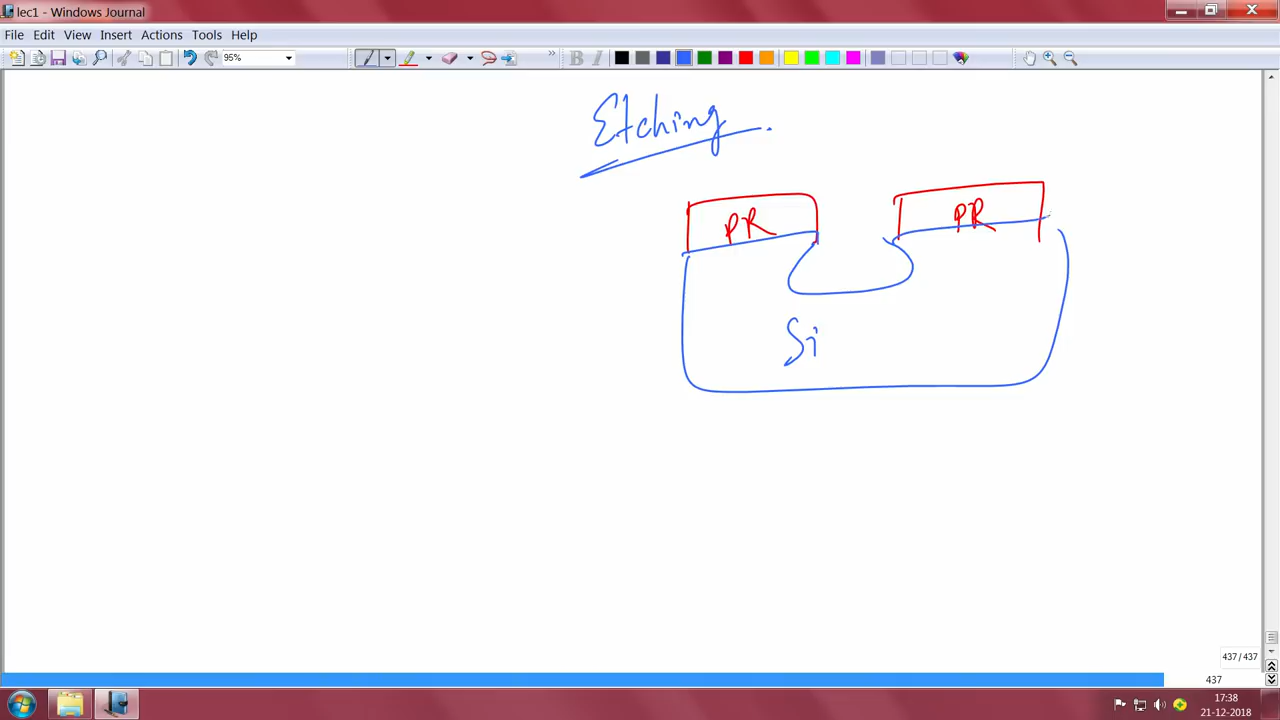 lec1 - Windows Journal
File Edit View Insert Actions Tools Help
95%
B I
Etching.
PR PR
Si
437/437
437
17:38
21-12-2018